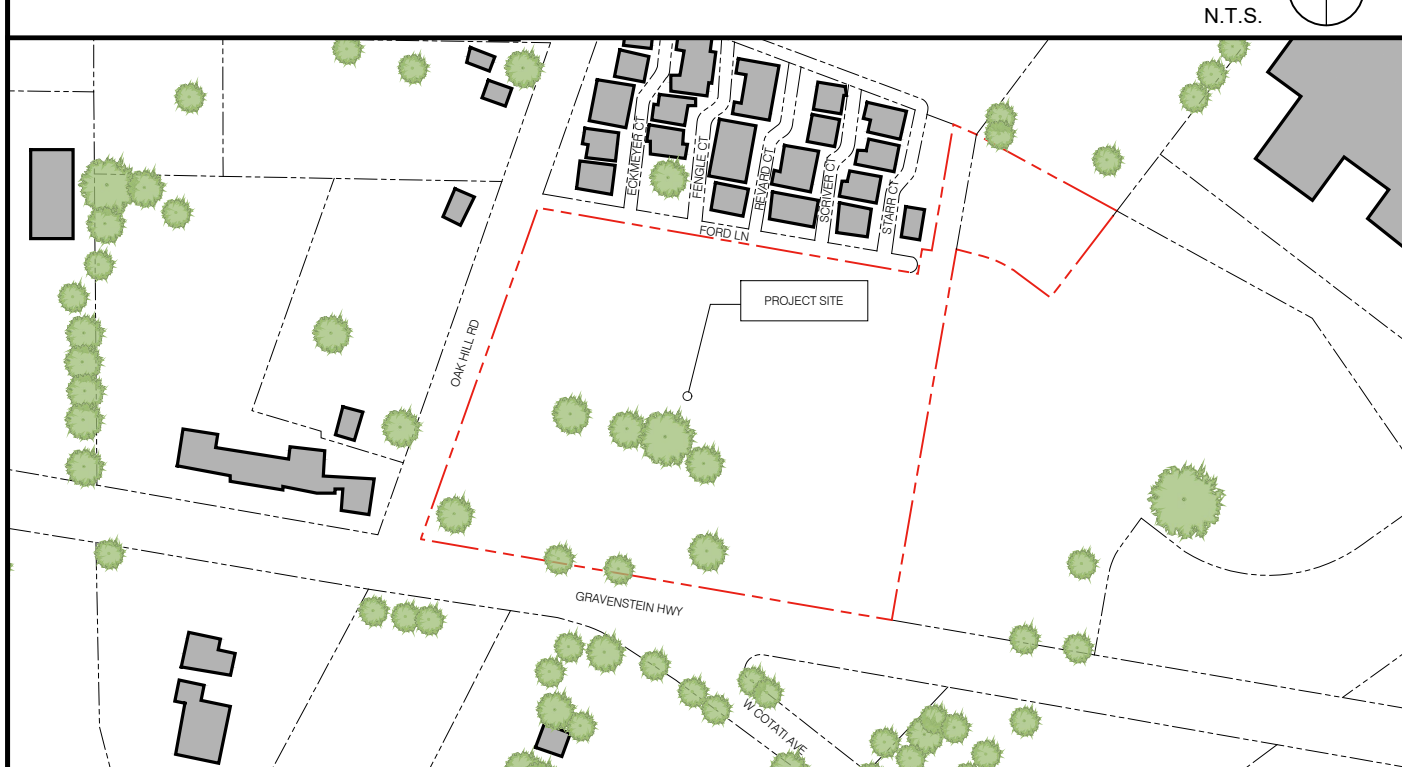 N.T.S.
ECKMEYER CT
FENGLE CT
REVARD CT
SCRIVER CT
STARR CT
FORD LN
PROJECT SITE
OAK HILL RD
GRAVENSTEIN HWY
W COTATI AVE